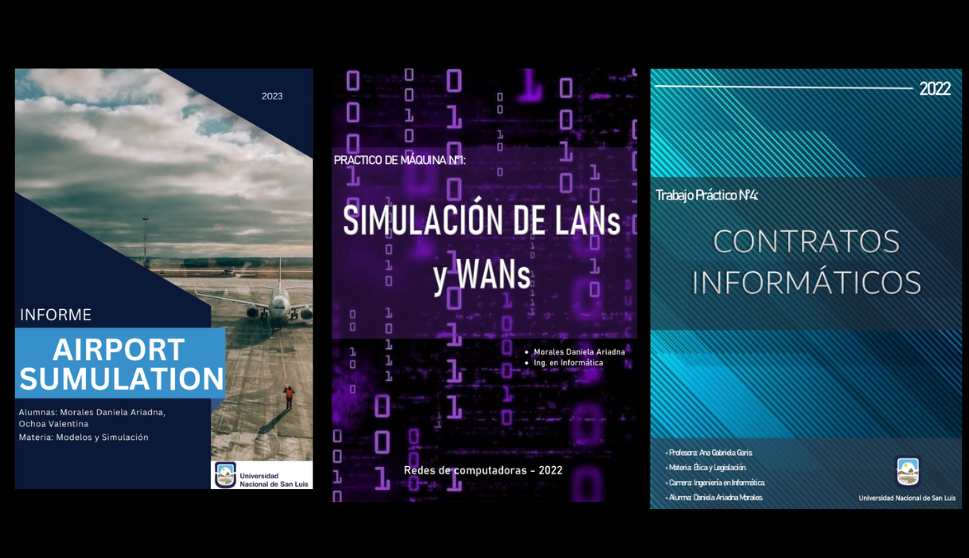 2023
INFORME
AIRPORT
SUMULATION
Alumnas: Morales Daniela Ariadna,
Ochoa Valentina
Materia: Modelos y Simulación
Universidad
Nacional de San Luis
PRACTICO DE MÁQUINA N°1:
SIMULACIÓN DE LANs
y WANs
• Morales Daniela Ariadna
• Ing. en Informática
Redes de computadoras - 2022
2022
Trabajo Práctico N°4:
CONTRATOS
INFORMÁTICOS
• Profesora: Ana Gabriela Garis.
• Materia: Ética y Legislación.
• Carrera: Ingeniería en Informática.
• Alumna: Daniela Ariadna Morales.
Universidad Nacional de San Luis